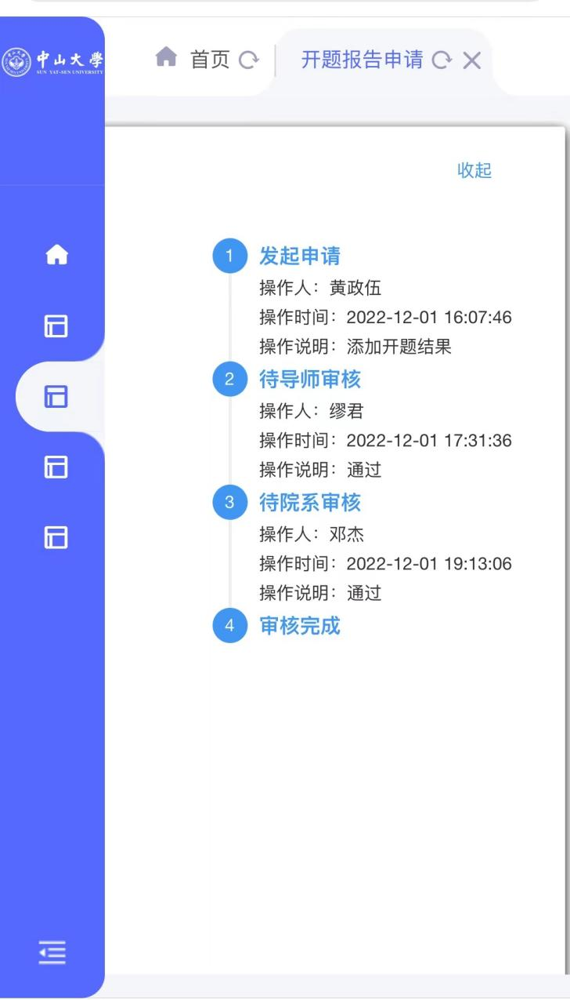 中山大學
SUN YAT-SEN UNIVERSITY
首页
开题报告申请
收起
1 发起申请
操作人：黄政伍
操作时间：2022-12-01 16:07:46
操作说明：添加开题结果
2 待导师审核
操作人：缪君
操作时间：2022-12-01 17:31:36
操作说明：通过
3 待院系审核
操作人：邓杰
操作时间：2022-12-01 19:13:06
操作说明：通过
4 审核完成